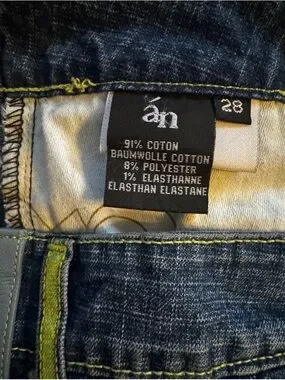 án
28
91% COTON
BAUMWOLLE COTTON
8% POLYESTER
1% ELASTHANNE
ELASTHAN ELASTANE